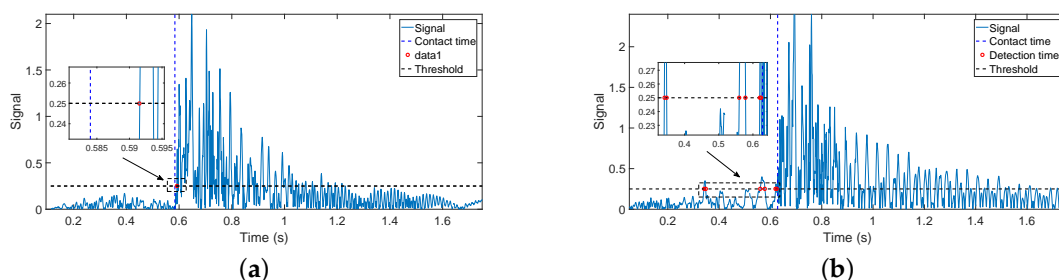 2
1.5
1
0.5
0
Signal
0.2 0.4 0.6 0.8 1 1.2 1.4 1.6
Time (s)
Signal
Contact time
data1
Threshold
0.26
0.25
0.24
0.585 0.59 0.595
(a)
2
1.5
1
0.5
0
Signal
0.2 0.4 0.6 0.8 1 1.2 1.4 1.6
Time (s)
Signal
Contact time
Detection time
Threshold
0.27
0.26
0.25
0.24
0.23
0.4 0.5 0.6
(b)